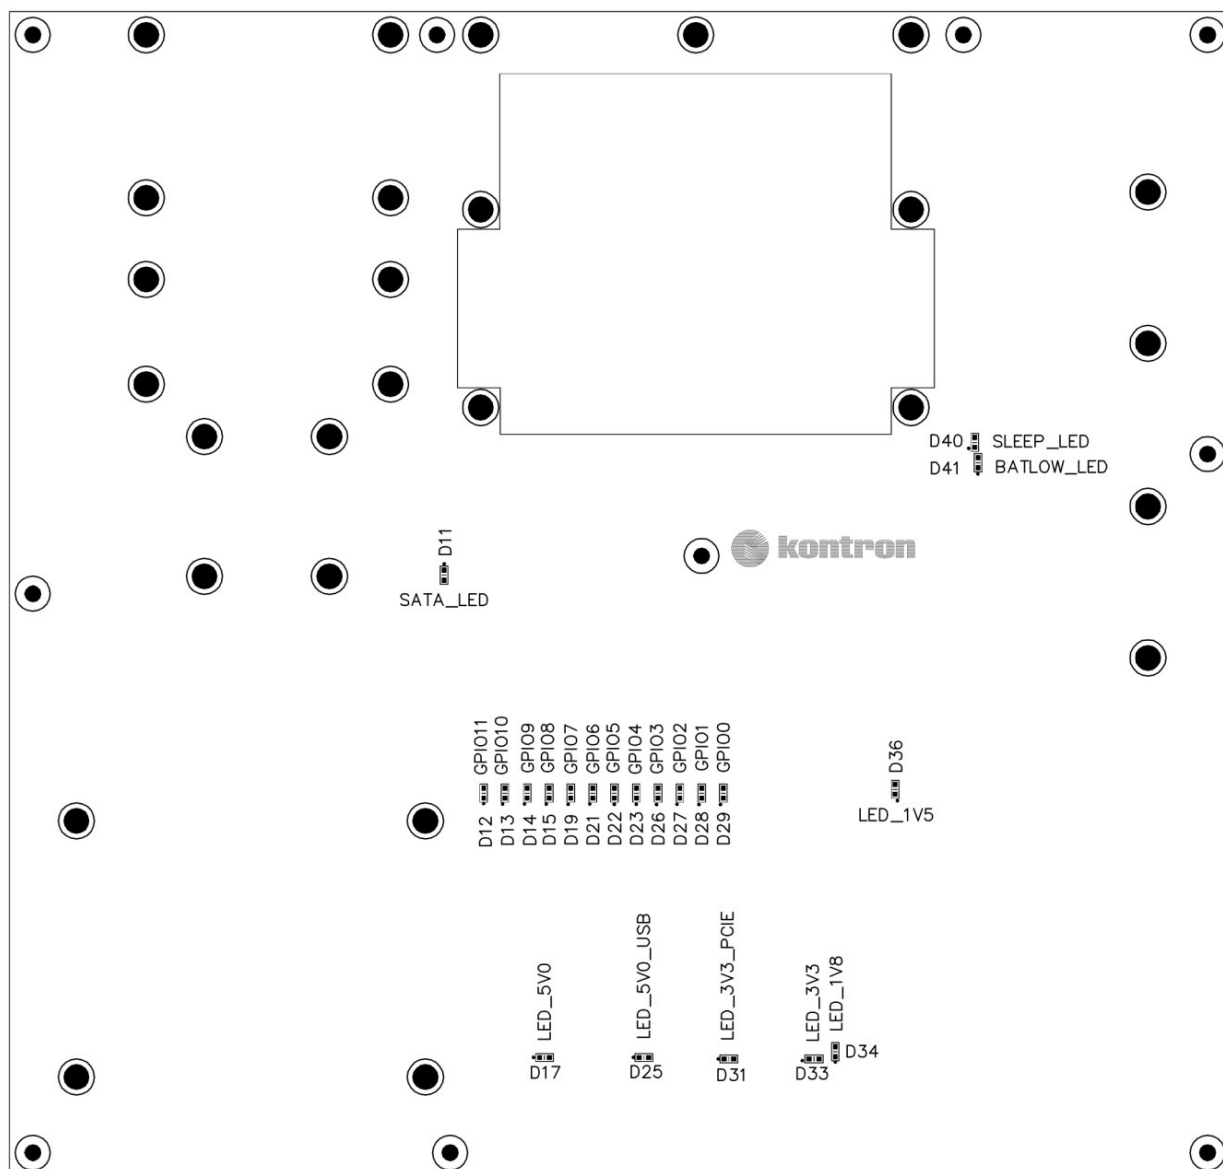 D40 SLEEP_LED
D41 BATLOW_LED
kontron
D11
SATA_LED
GPIO11
GPIO10
GPIO9
GPIO8
GPIO7
GPIO6
GPIO5
GPIO4
GPIO3
GPIO2
GPIO1
GPIO0
D12
D13
D14
D15
D19
D21
D22
D23
D26
D27
D28
D29
D36
LED_1V5
LED_5V0
D17
LED_5V0_USB
D25
LED_3V3_PCIE
D31
LED_3V3
D33
LED_1V8
D34